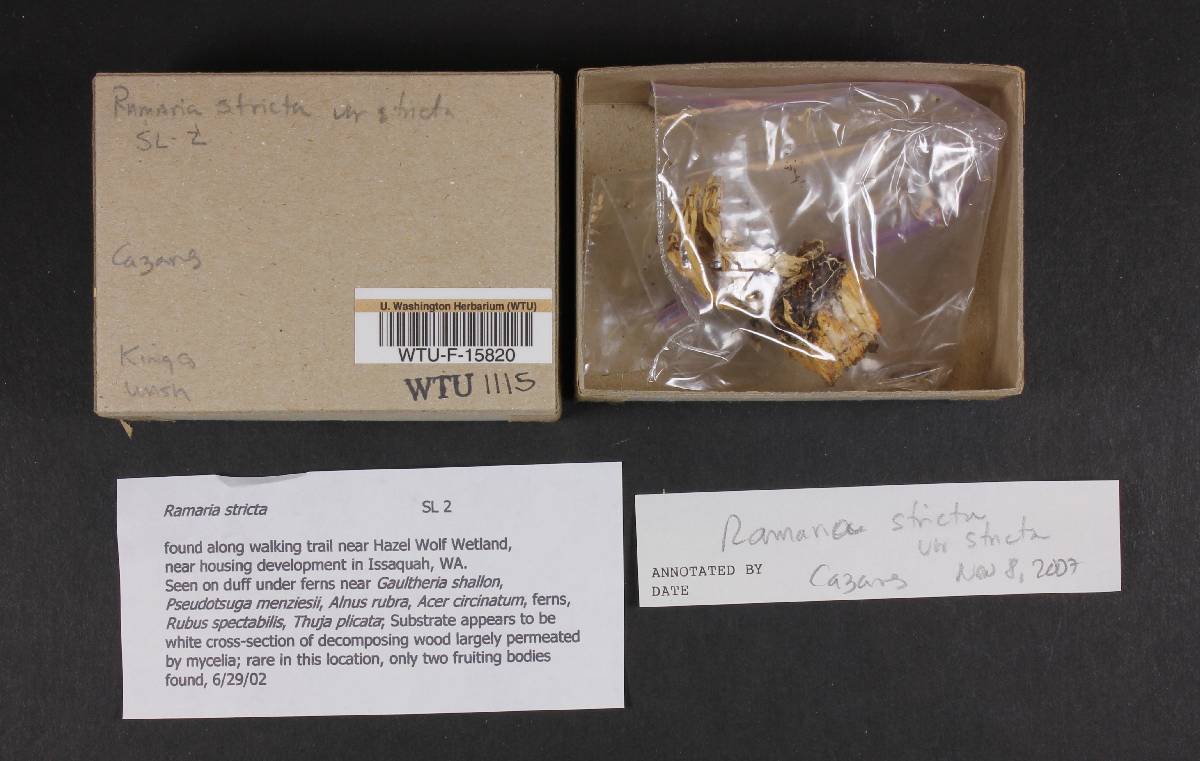 Ramaria stricta var stricta
SL-2
Cazares
King Co
Wash
U. Washington Herbarium (WTU)
WTU-F-15820
WTU 1115
Ramaria stricta SL 2
found along walking trail near Hazel Wolf Wetland,
near housing development in Issaquah, WA.
Seen on duff under ferns near Gaultheria shallon,
Pseudotsuga menziesii, Alnus rubra, Acer circinatum, ferns,
Rubus spectabilis, Thuja plicata; Substrate appears to be
white cross-section of decomposing wood largely permeated
by mycelia; rare in this location, only two fruiting bodies
found, 6/29/02
Ramaria stricta
var stricta
ANNOTATED BY Cazares Nov 8, 2007
DATE